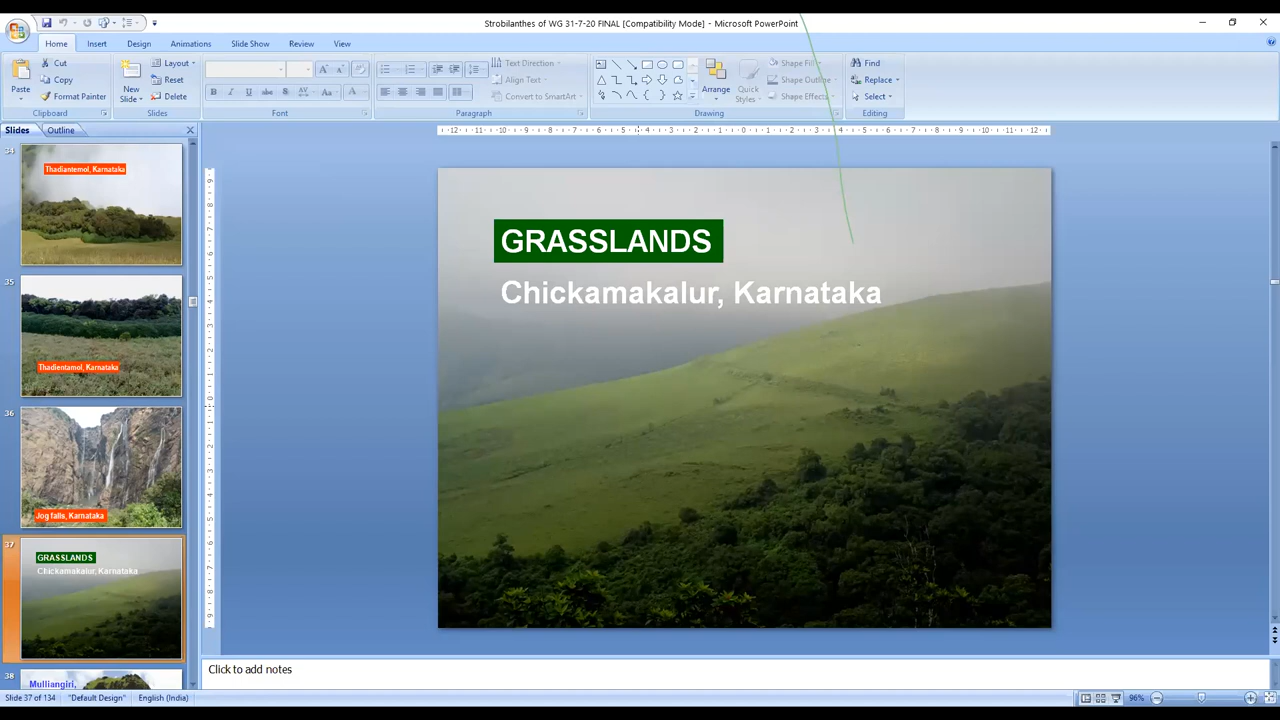 Strobilanthes of WG 31-7-20 FINAL [Compatibility Mode] - Microsoft PowerPoint
Home Insert Design Animations Slide Show Review View
Paste
Cut
Copy
Format Painter
Clipboard
New Slide
Layout
Reset
Delete
Slides
Font
Text Direction
Align Text
Convert to SmartArt
Paragraph
Arrange
Quick Styles
Shape Fill
Shape Outline
Shape Effects
Drawing
Find
Replace
Select
Editing
Slides Outline
34
Thadiantemol, Karnataka
35
Thadientamol, Karnataka
36
Jog falls, Karnataka
37
GRASSLANDS
Chickamakalur, Karnataka
38
Mulliangiri,
GRASSLANDS
Chickamakalur, Karnataka
Click to add notes
Slide 37 of 134 "Default Design" English (India) 96%